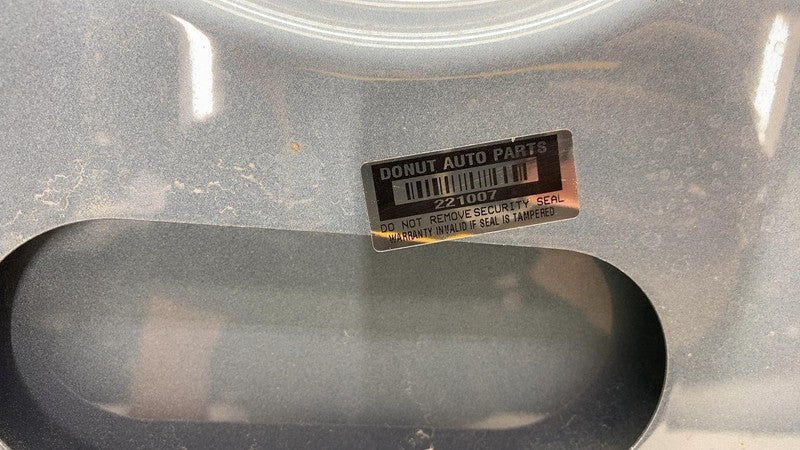 DONUT AUTO PARTS
221007
DO NOT REMOVE SECURITY SEAL
WARRANTY INVALID IF SEAL IS TAMPERED